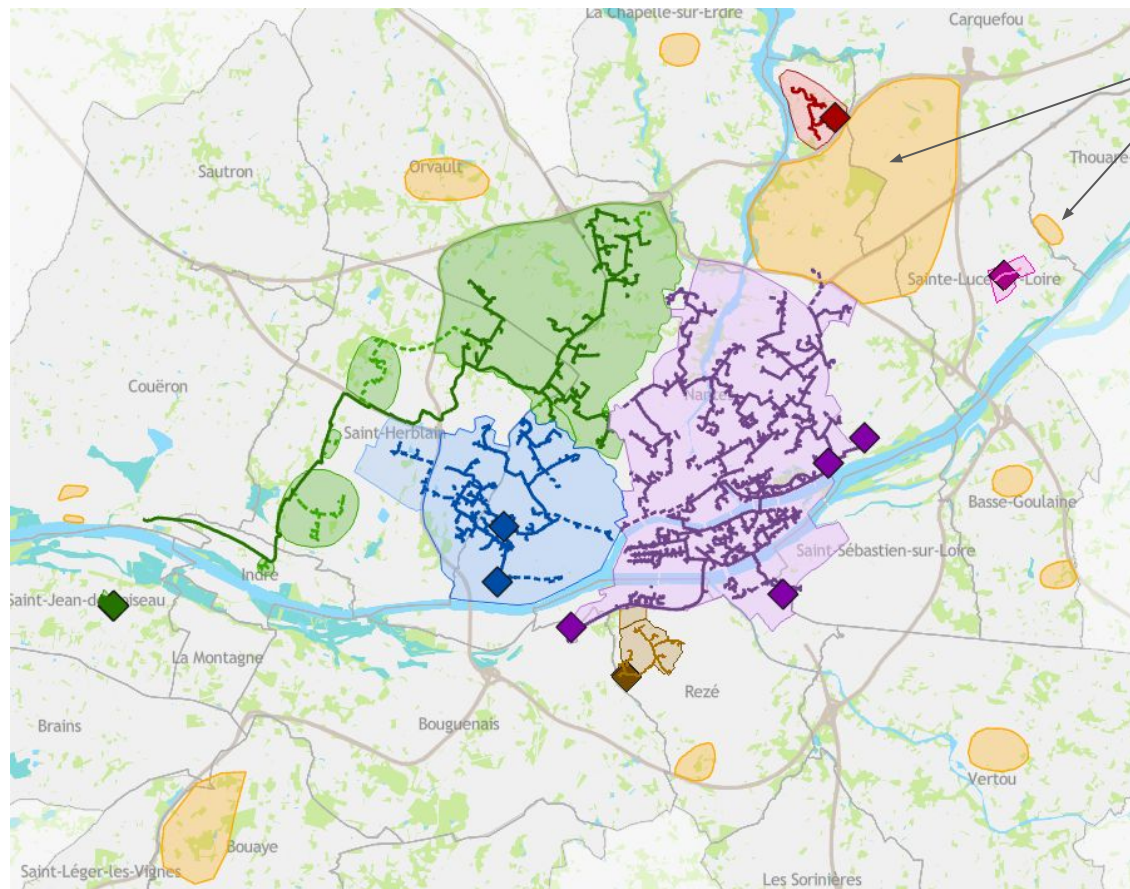 La Chapelle-sur-Erdre
Carquefou
Thouaré
Sautron
Orvault
Sainte-Luce-sur-Loire
Couëron
Nantes
Saint-Herblain
Basse-Goulaine
Saint-Sébastien-sur-Loire
Indre
Saint-Jean-de-Boiseau
La Montagne
Rezé
Brains
Bouguenais
Vertou
Bouaye
Saint-Léger-les-Vignes
Les Sorinières